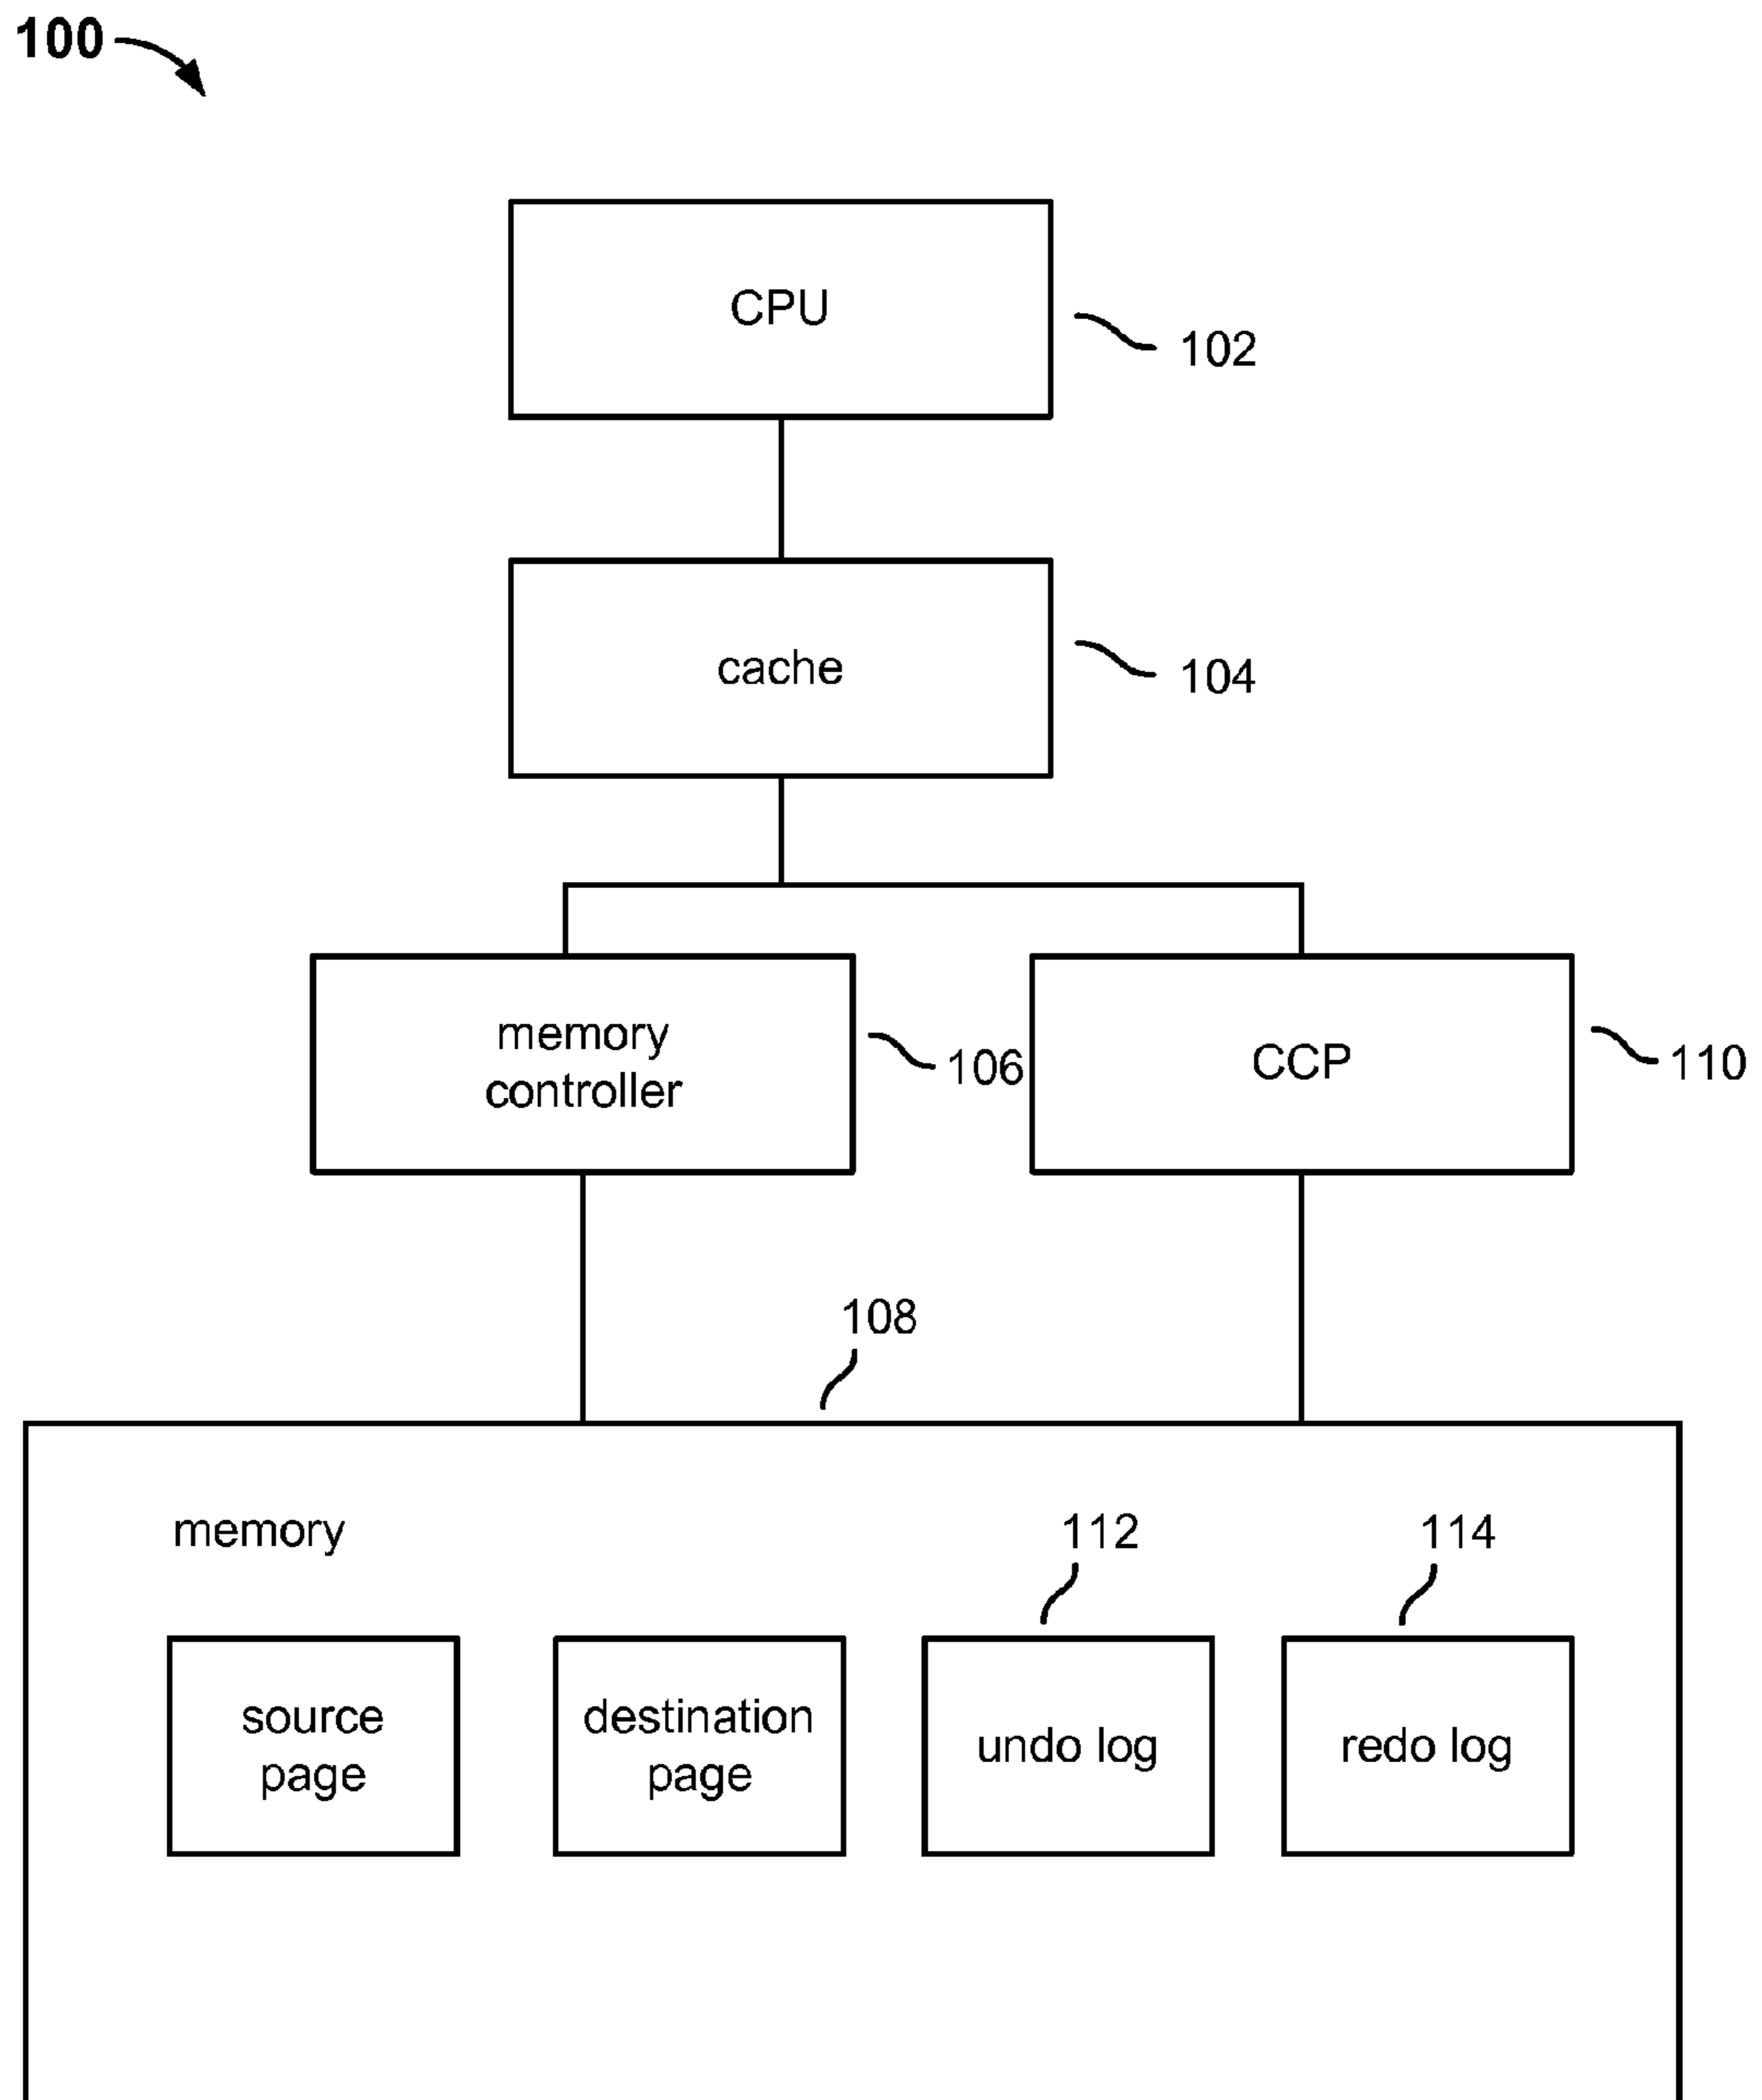 100
CPU
102
cache
104
memory
controller
106
CCP
110
108
memory
112
114
source
page
destination
page
undo log
redo log